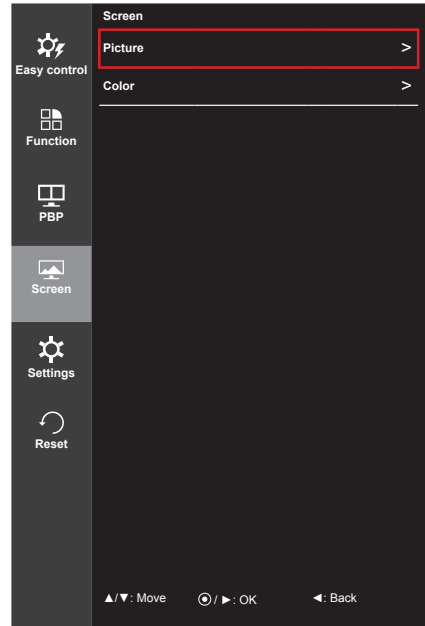 Screen
Picture >
Color >
Easy control
Function
PBP
Screen
Settings
Reset
▲/▼: Move ⦿/ ►: OK ◄: Back